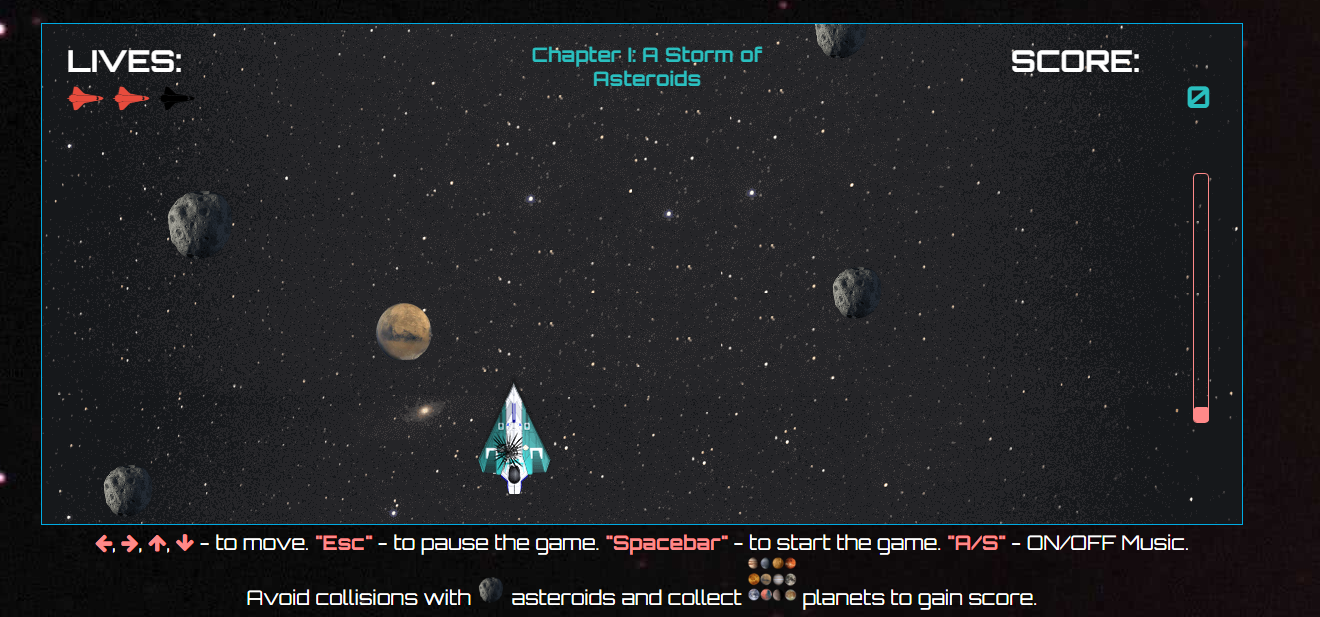 LIVES:
Chapter I: A Storm of
Asteroids
SCORE:
0
←, →, ↑, ↓ - to move. "Esc" - to pause the game. "Spacebar" - to start the game. "A/S" - ON/OFF Music.
Avoid collisions with asteroids and collect planets to gain score.